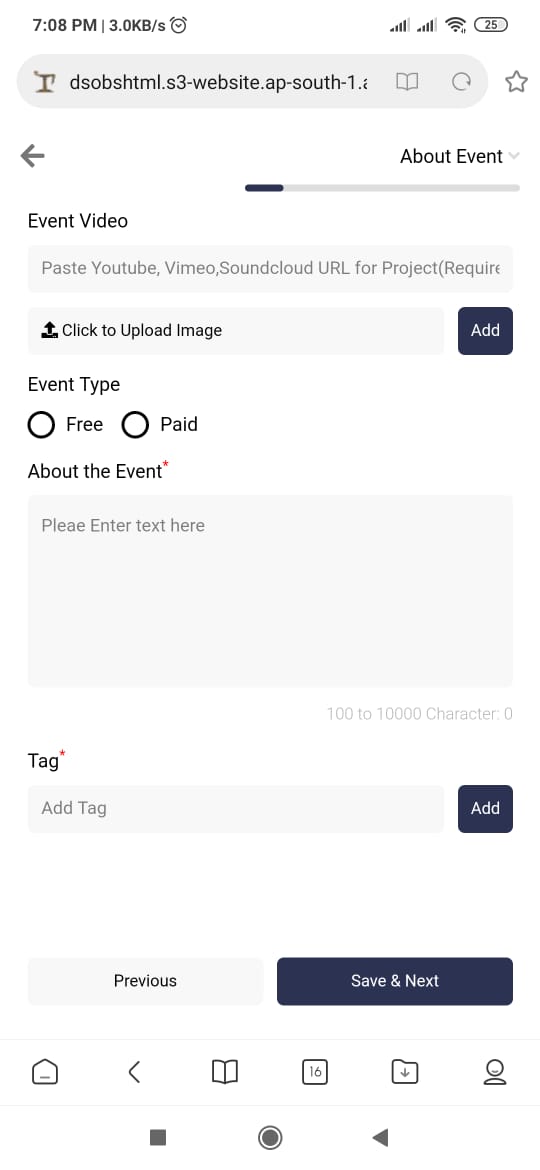 7:08 PM | 3.0KB/s
25
dsobshtml.s3-website.ap-south-1.a
About Event
Event Video
Paste Youtube, Vimeo,Soundcloud URL for Project(Require
Click to Upload Image
Add
Event Type
Free Paid
About the Event*
Pleae Enter text here
100 to 10000 Character: 0
Tag*
Add Tag
Add
Previous
Save & Next
16